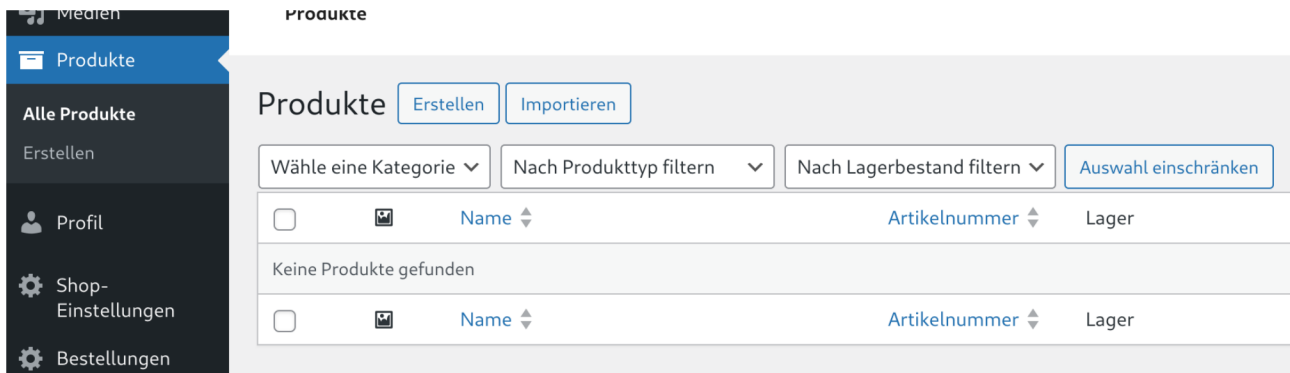 Medien
Produkte
Produkte
Alle Produkte
Erstellen
Profil
Shop-
Einstellungen
Bestellungen
Produkte Erstellen Importieren
Wähle eine Kategorie Nach Produkttyp filtern Nach Lagerbestand filtern Auswahl einschränken
Name Artikelnummer Lager
Keine Produkte gefunden
Name Artikelnummer Lager